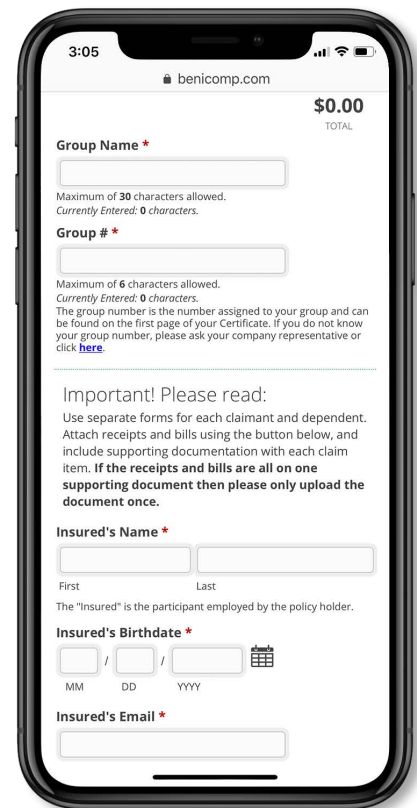 3:05
benicomp.com
$0.00
TOTAL
Group Name *
Maximum of 30 characters allowed.
Currently Entered: 0 characters.
Group # *
Maximum of 6 characters allowed.
Currently Entered: 0 characters.
The group number is the number assigned to your group and can
be found on the first page of your Certificate. If you do not know
your group number, please ask your company representative or
click here.
Important! Please read:
Use separate forms for each claimant and dependent.
Attach receipts and bills using the button below, and
include supporting documentation with each claim
item. If the receipts and bills are all on one
supporting document then please only upload the
document once.
Insured's Name *
First Last
The "Insured" is the participant employed by the policy holder.
Insured's Birthdate *
/ /
MM DD YYYY
Insured's Email *